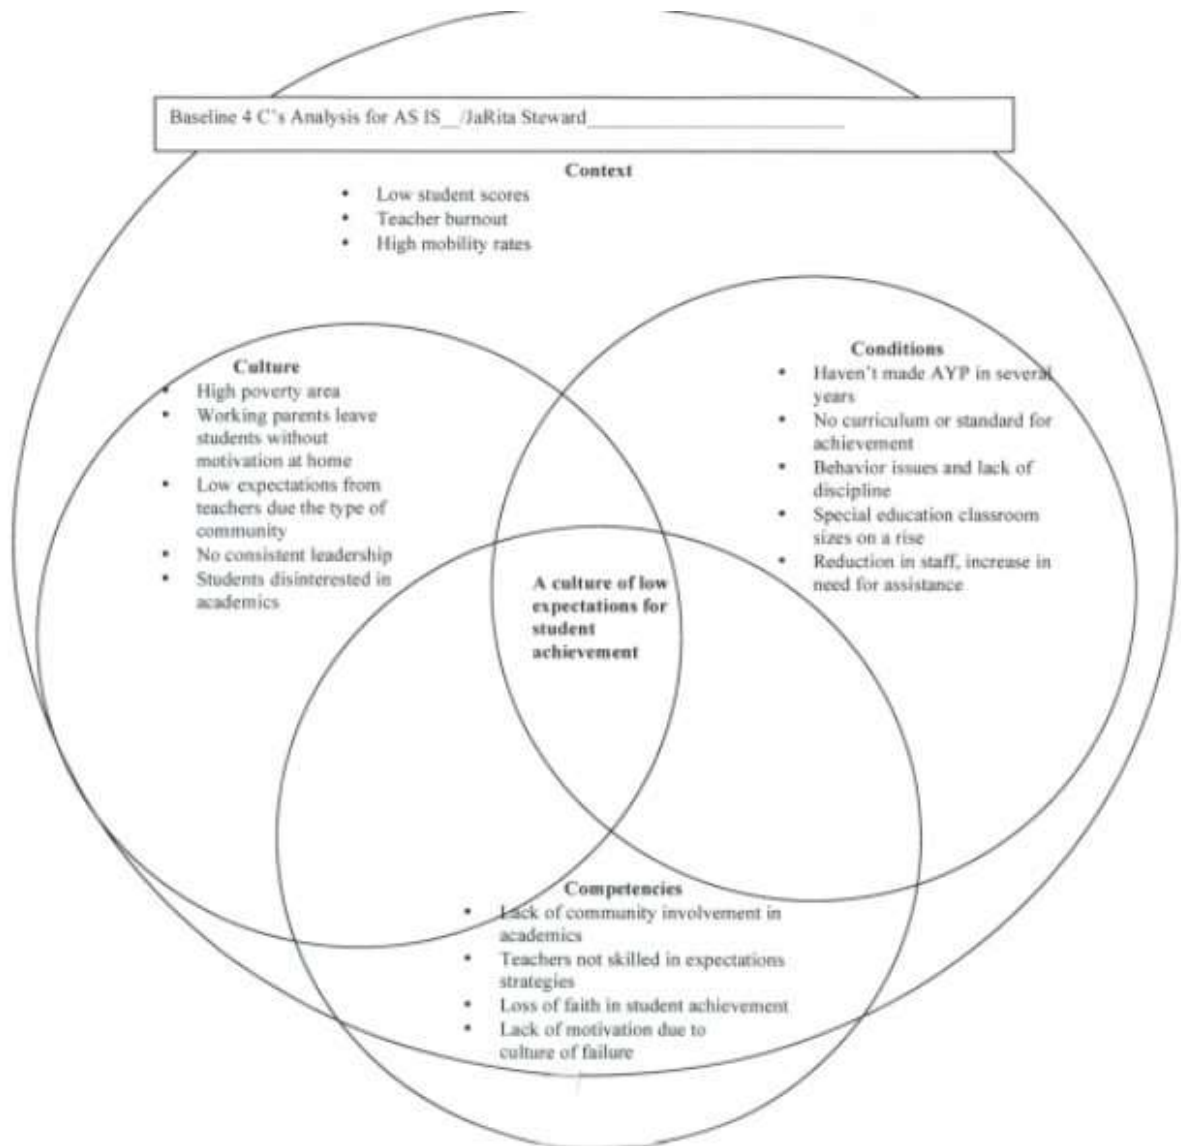 Baseline 4 C's Analysis for AS IS__/JaRita Steward__________________________
Context
• Low student scores
• Teacher burnout
• High mobility rates
Culture
• High poverty area
• Working parents leave
students without
motivation at home
• Low expectations from
teachers due the type of
community
• No consistent leadership
• Students disinterested in
academics
Conditions
• Haven't made AYP in several
years
• No curriculum or standard for
achievement
• Behavior issues and lack of
discipline
• Special education classroom
sizes on a rise
• Reduction in staff, increase in
need for assistance
A culture of low
expectations for
student
achievement
Competencies
• Lack of community involvement in
academics
• Teachers not skilled in expectations
strategies
• Loss of faith in student achievement
• Lack of motivation due to
culture of failure